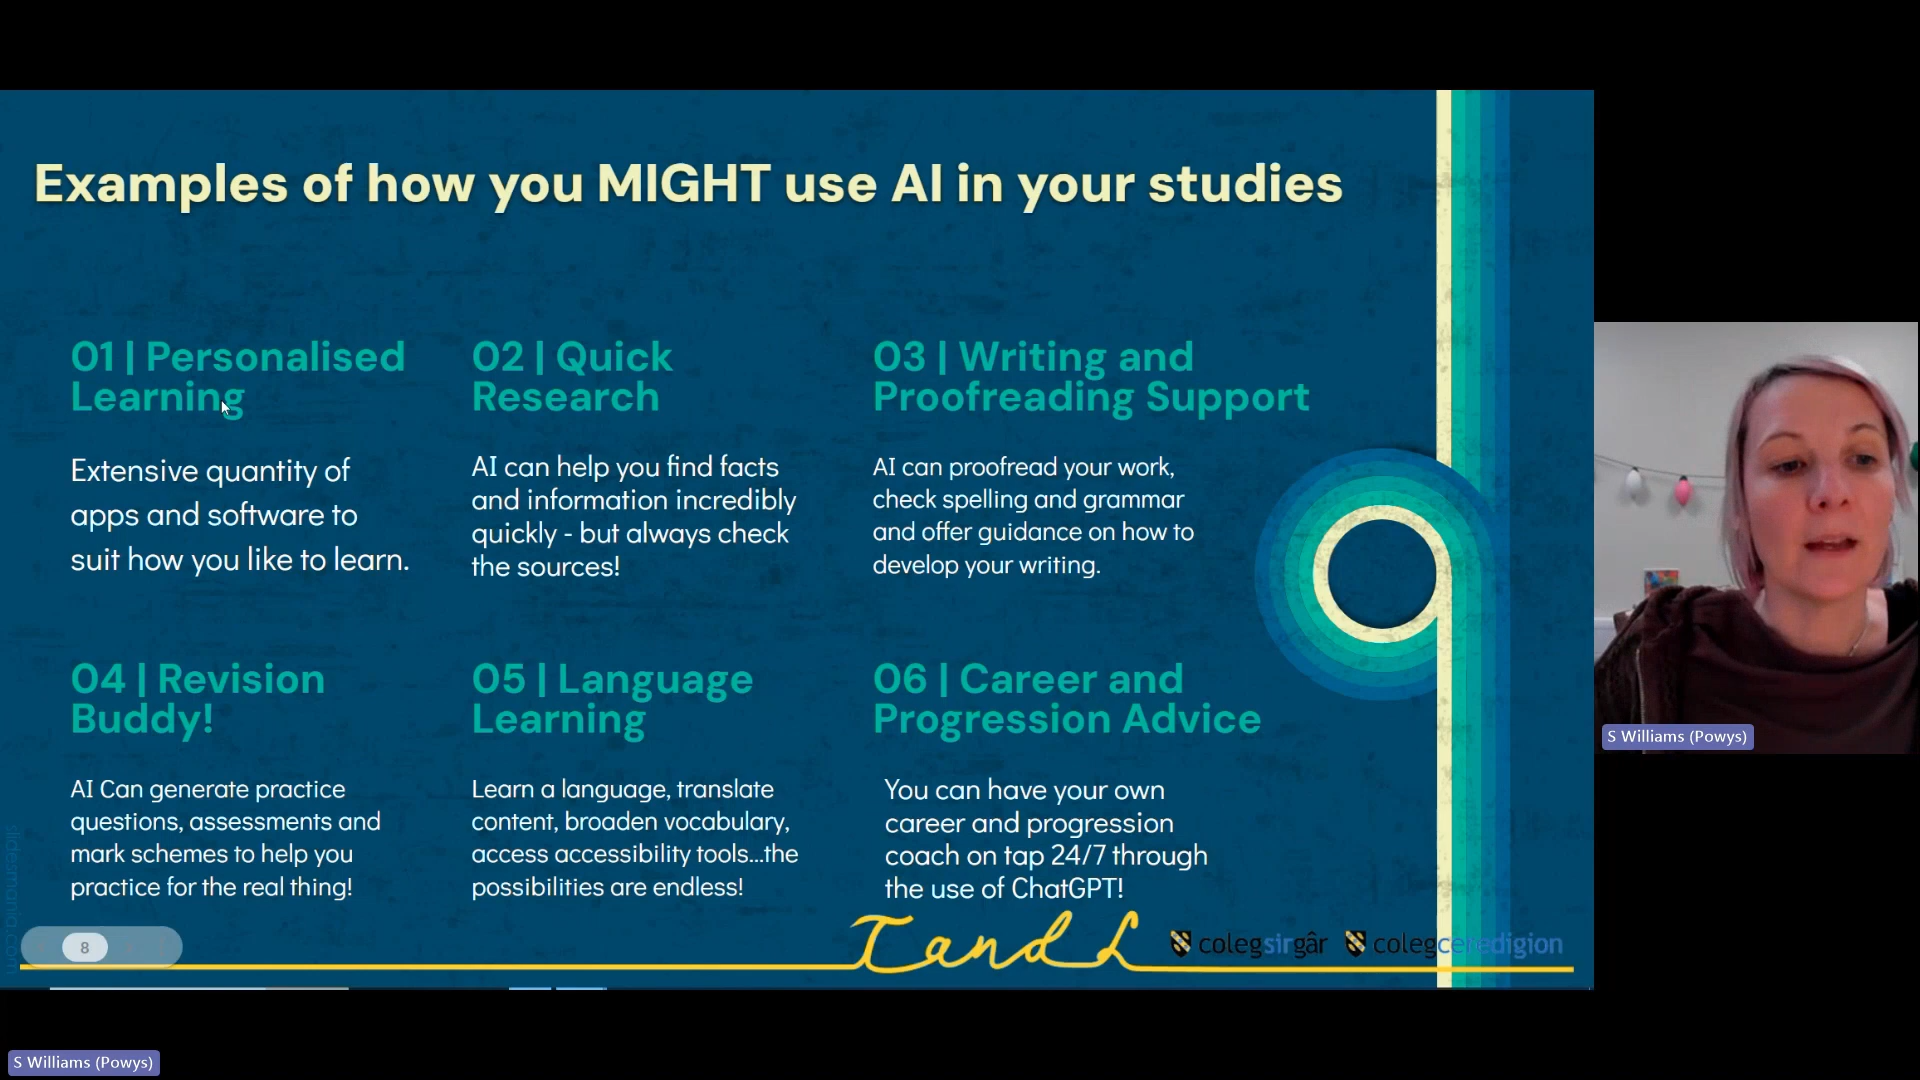 Examples of how you MIGHT use AI in your studies
01 | Personalised
Learning
Extensive quantity of
apps and software to
suit how you like to learn.
02 | Quick
Research
AI can help you find facts
and information incredibly
quickly - but always check
the sources!
03 | Writing and
Proofreading Support
AI can proofread your work,
check spelling and grammar
and offer guidance on how to
develop your writing.
04 | Revision
Buddy!
AI Can generate practice
questions, assessments and
mark schemes to help you
practice for the real thing!
05 | Language
Learning
Learn a language, translate
content, broaden vocabulary,
access accessibility tools...the
possibilities are endless!
06 | Career and
Progression Advice
You can have your own
career and progression
coach on tap 24/7 through
the use of ChatGPT!
slidesmania.com
8
T and L
colegsirgâr
colegceredigion
S Williams (Powys)
S Williams (Powys)